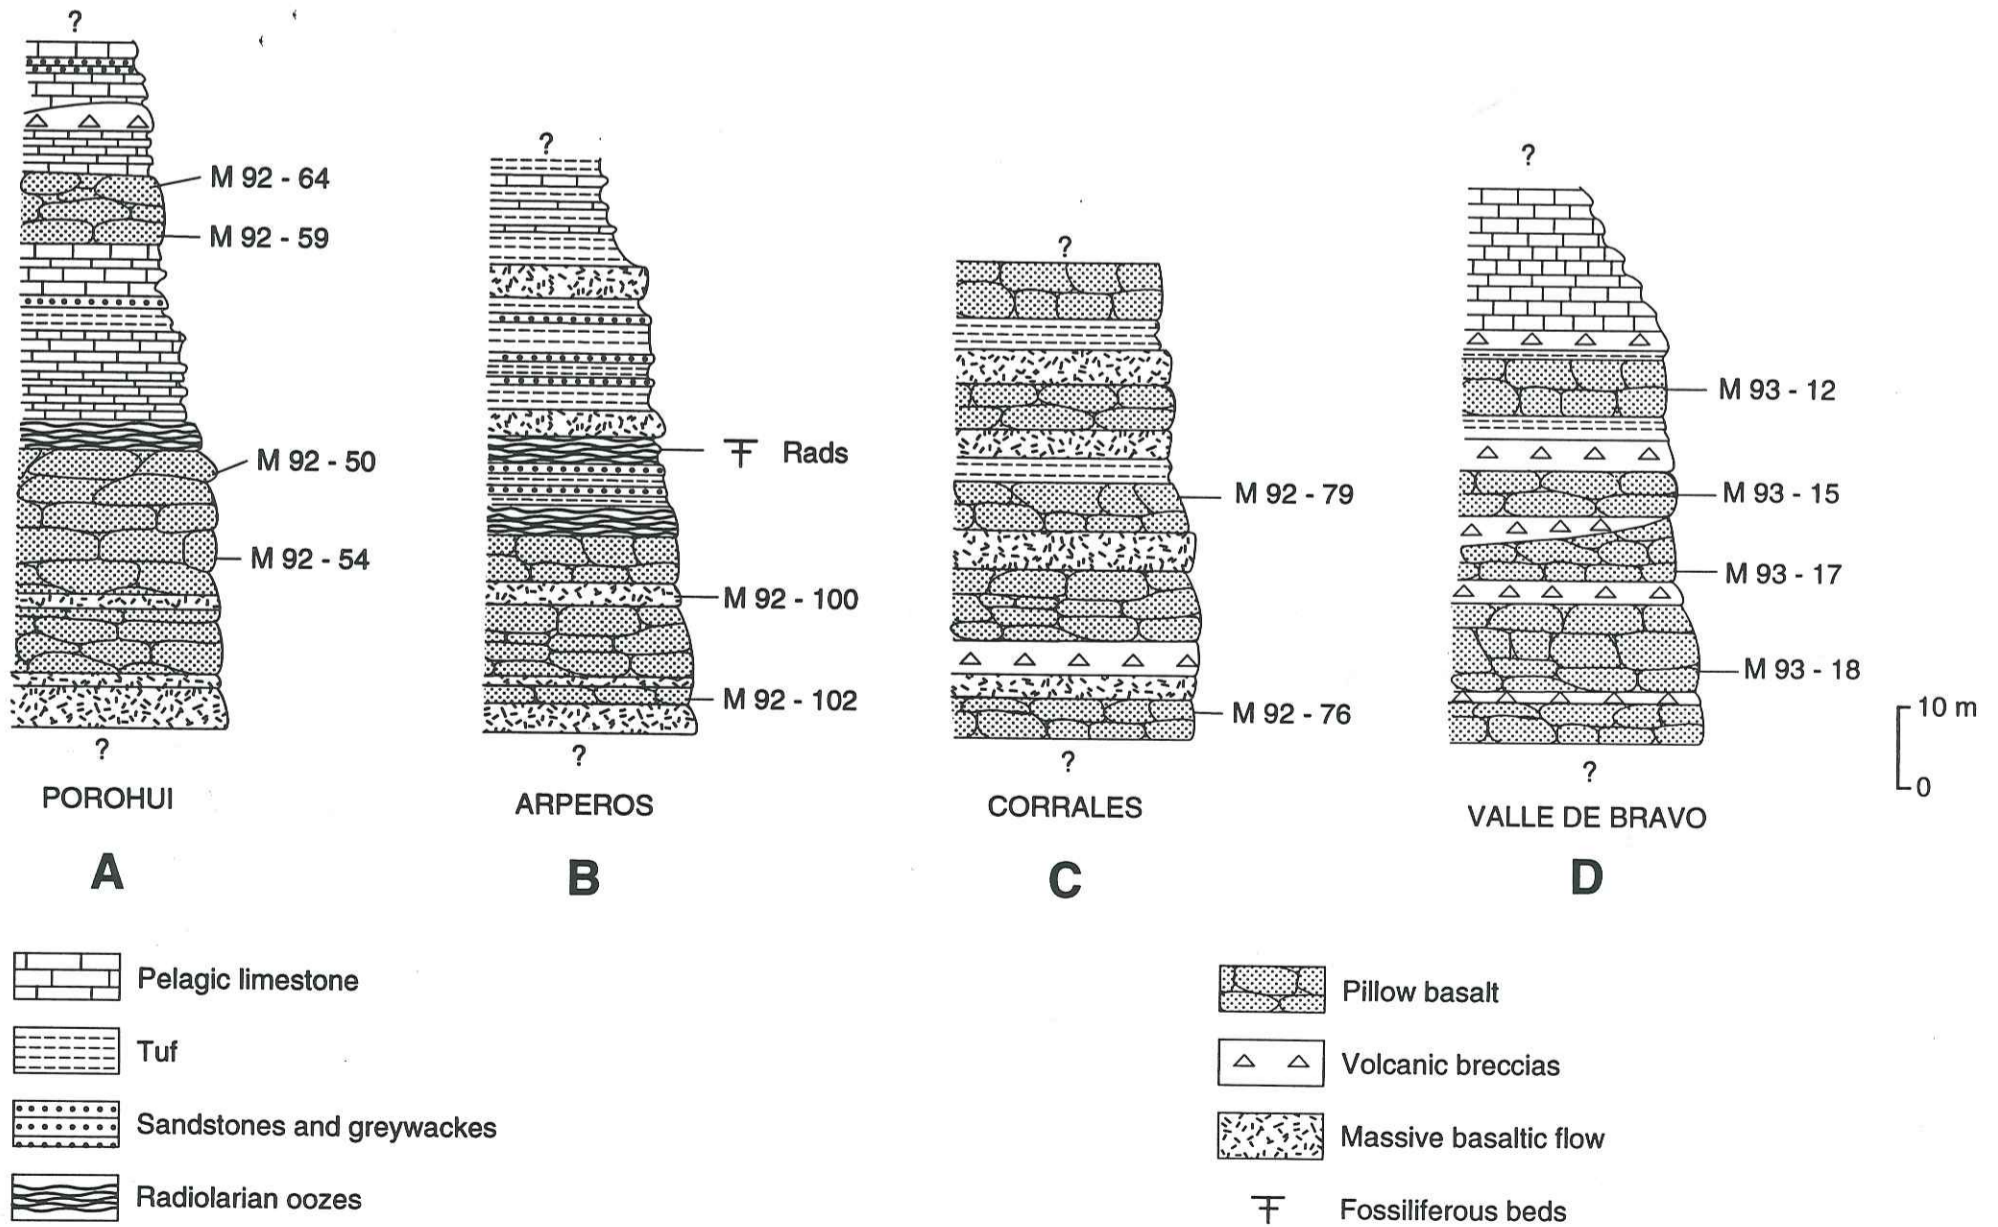 ?
M 92 - 64
M 92 - 59
M 92 - 50
M 92 - 54
?
POROHUI
A
?
Rads
M 92 - 100
M 92 - 102
?
ARPEROS
B
?
M 92 - 79
M 92 - 76
?
CORRALES
C
?
M 93 - 12
M 93 - 15
M 93 - 17
M 93 - 18
?
VALLE DE BRAVO
D
10 m
0
Pelagic limestone
Tuf
Sandstones and greywackes
Radiolarian oozes
Pillow basalt
Volcanic breccias
Massive basaltic flow
Fossiliferous beds